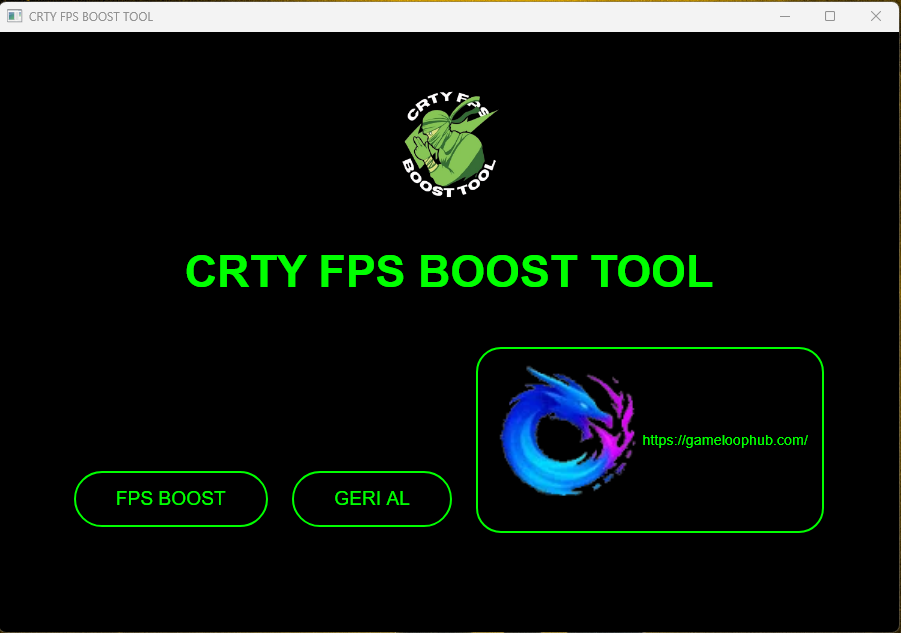 CRTY FPS BOOST TOOL
CRTY FPS
BOOST TOOL
CRTY FPS BOOST TOOL
FPS BOOST
GERI AL
https://gameloophub.com/